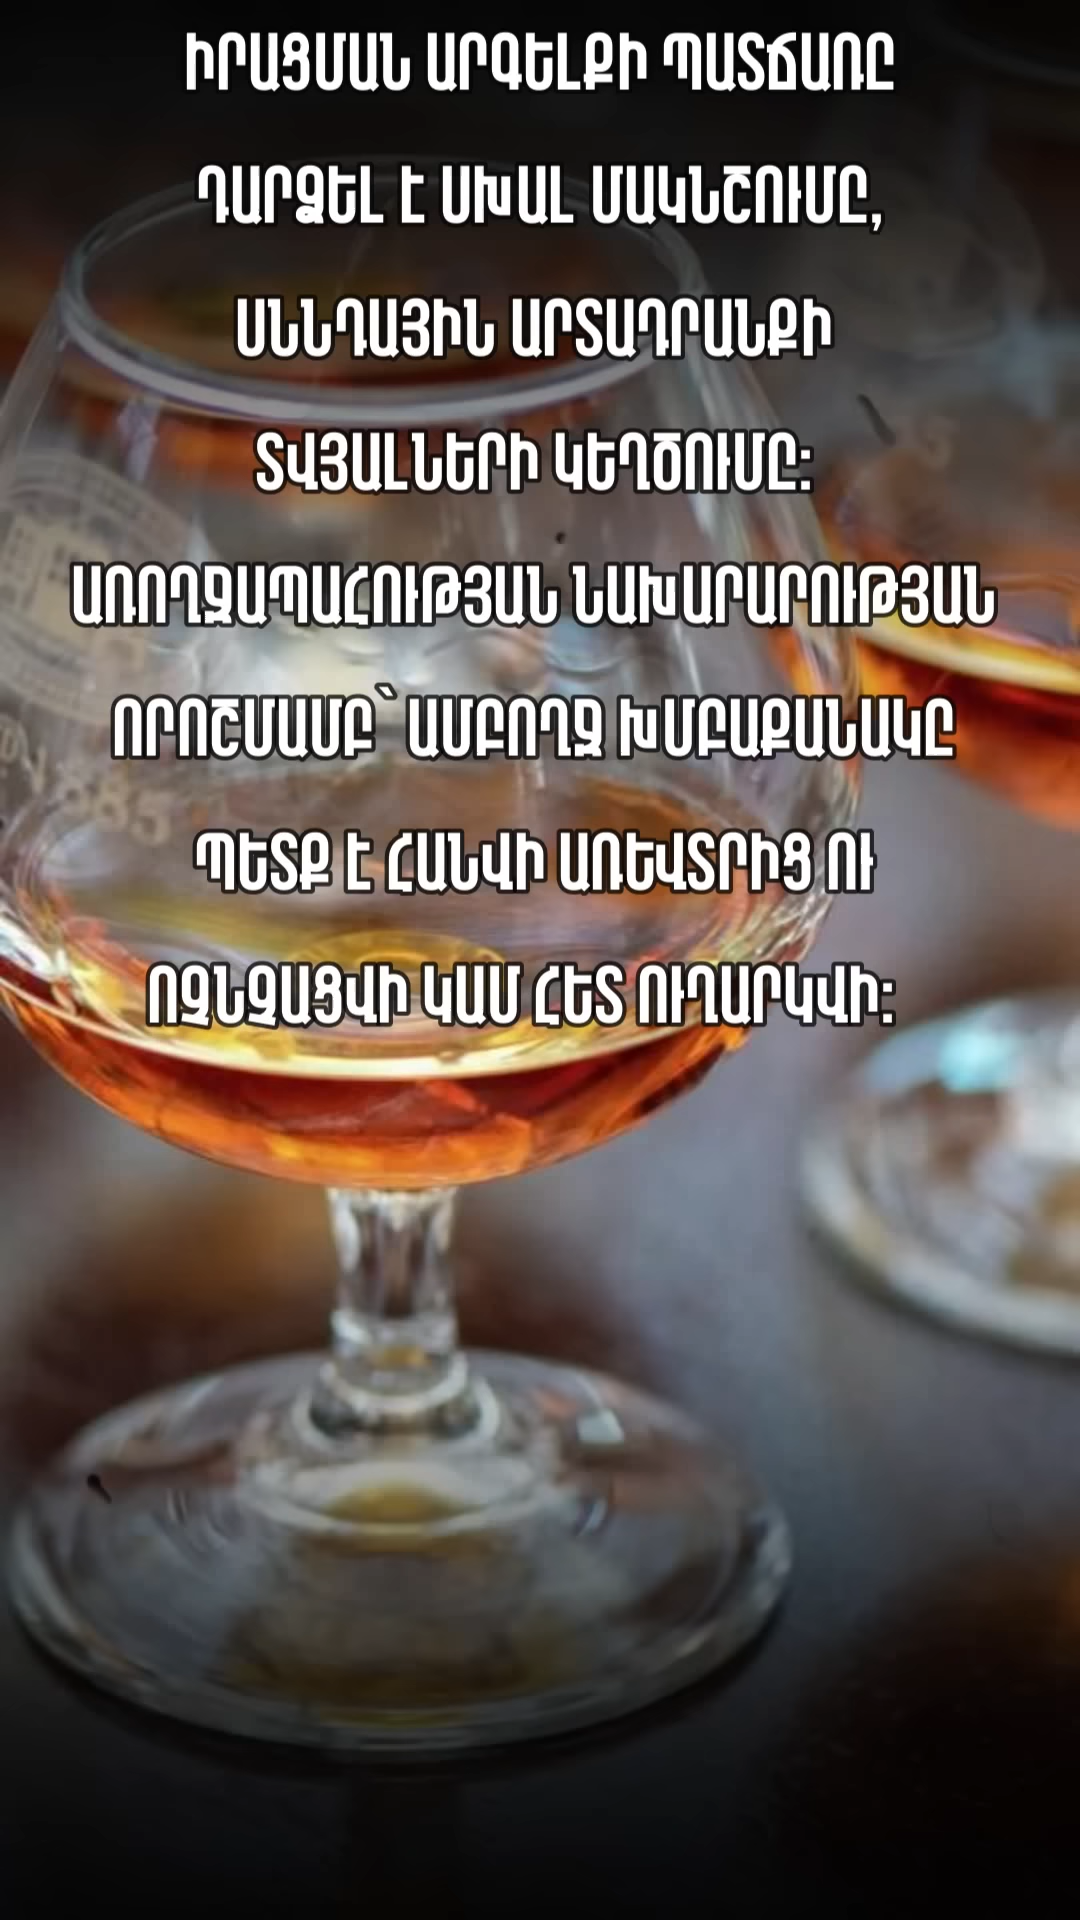 ԻՐԱՑՄԱՆ ԱՐԳԵԼՔԻ ՊԱՏՃԱՌԸ
ԴԱՐՁԵԼ Է ՍԽԱԼ ՄԱԿՆՇՈՒՄԸ,
ՍՆՆԴԱՅԻՆ ԱՐՏԱԴՐԱՆՔԻ
ՏՎՅԱԼՆԵՐԻ ԿԵՂԾՈՒՄԸ:
ԱՌՈՂՋԱՊԱՀՈՒԹՅԱՆ ՆԱԽԱՐԱՐՈՒԹՅԱՆ
ՈՐՈՇՄԱՄԲ՝ ԱՄԲՈՂՋ ԽՄԲԱՔԱՆԱԿԸ
ՊԵՏՔ Է ՀԱՆՎԻ ԱՌԵՎՏՐԻՑ ՈՒ
ՈՉՆՉԱՑՎԻ ԿԱՄ ՀԵՏ ՈՒՂԱՐԿՎԻ: